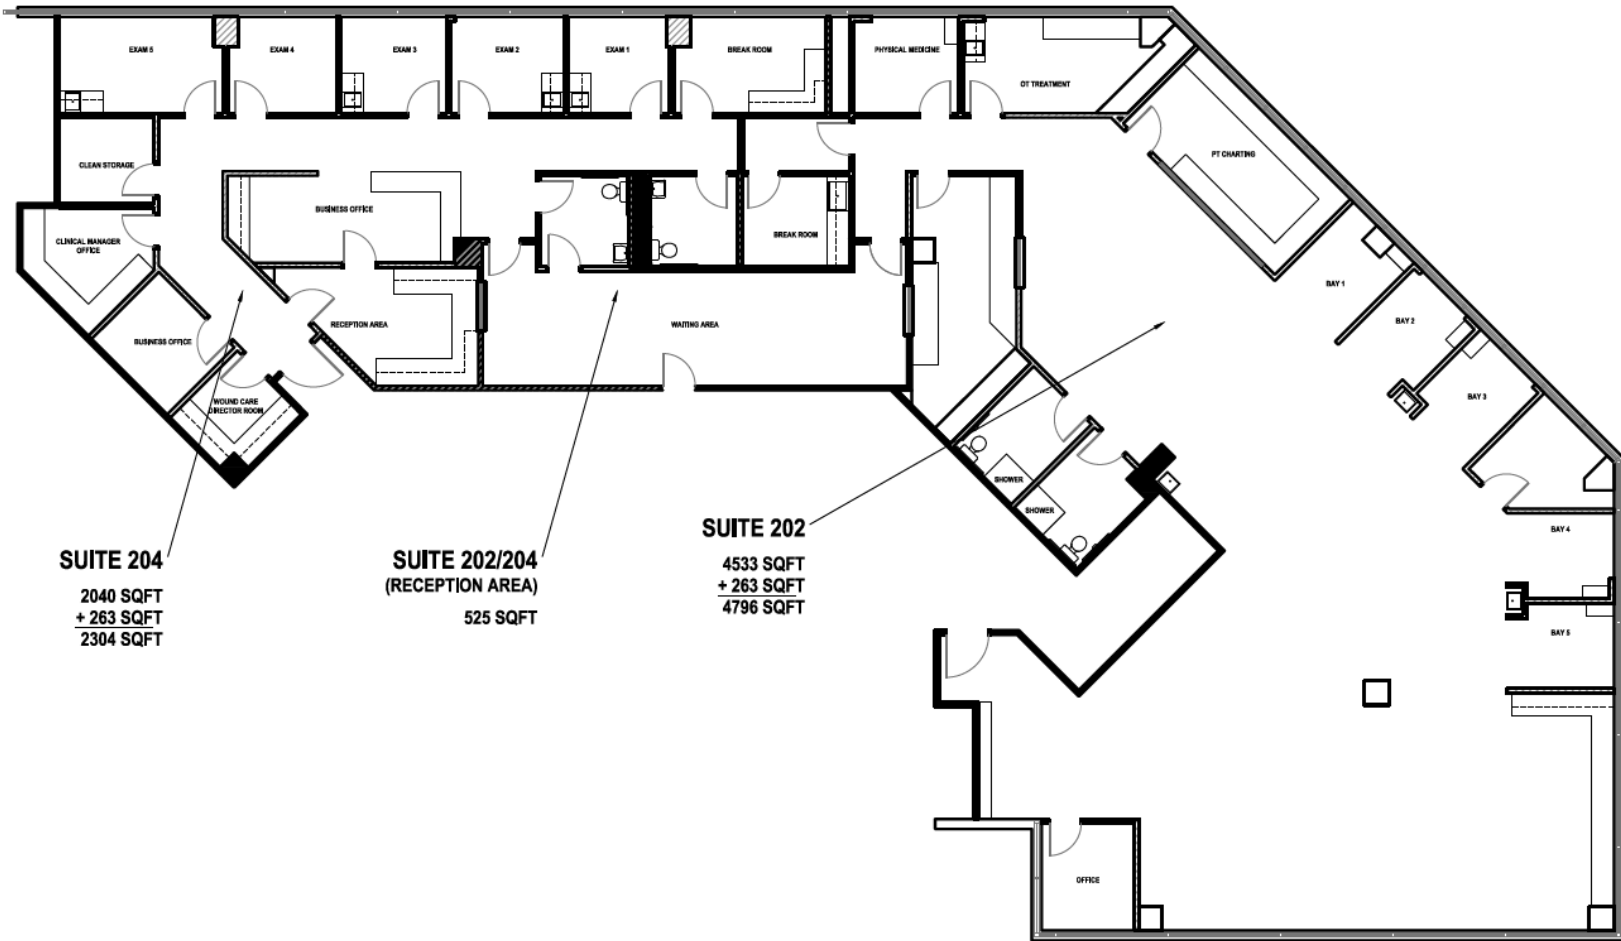 EXAM 5
EXAM 4
EXAM 3
EXAM 2
EXAM 1
BREAK ROOM
PHYSICAL MEDICINE
OT TREATMENT
PT CHARTING
CLEAN STORAGE
CLINICAL MANAGER
OFFICE
BUSINESS OFFICE
BREAK ROOM
BUSINESS OFFICE
RECEPTION AREA
WAITING AREA
WOUND CARE
DIRECTOR ROOM
BAY 1
BAY 2
BAY 3
BAY 4
BAY 5
SHOWER
SHOWER
OFFICE
SUITE 204
2040 SQFT
+ 263 SQFT
2304 SQFT
SUITE 202/204
(RECEPTION AREA)
525 SQFT
SUITE 202
4533 SQFT
+ 263 SQFT
4796 SQFT